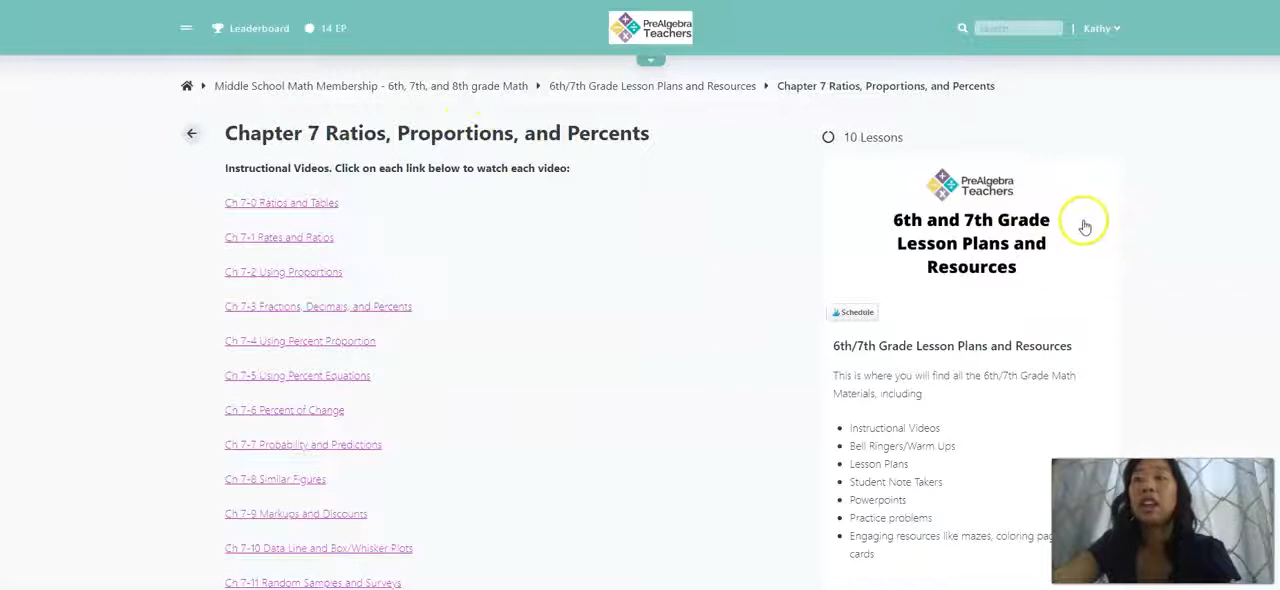 Leaderboard
14 EP
PreAlgebra
Teachers
Search
|
Kathy
Middle School Math Membership - 6th, 7th, and 8th grade Math
6th/7th Grade Lesson Plans and Resources
Chapter 7 Ratios, Proportions, and Percents
Chapter 7 Ratios, Proportions, and Percents
Instructional Videos. Click on each link below to watch each video:
Ch 7-0 Ratios and Tables
Ch 7-1 Rates and Ratios
Ch 7-2 Using Proportions
Ch 7-3 Fractions, Decimals, and Percents
Ch 7-4 Using Percent Proportion
Ch 7-5 Using Percent Equations
Ch 7-6 Percent of Change
Ch 7-7 Probability and Predictions
Ch 7-8 Similar Figures
Ch 7-9 Markups and Discounts
Ch 7-10 Data Line and Box/Whisker Plots
Ch 7-11 Random Samples and Surveys
10 Lessons
PreAlgebra
Teachers
6th and 7th Grade
Lesson Plans and
Resources
Schedule
6th/7th Grade Lesson Plans and Resources
This is where you will find all the 6th/7th Grade Math
Materials, including
Instructional Videos
Bell Ringers/Warm Ups
Lesson Plans
Student Note Takers
Powerpoints
Practice problems
Engaging resources like mazes, coloring
cards